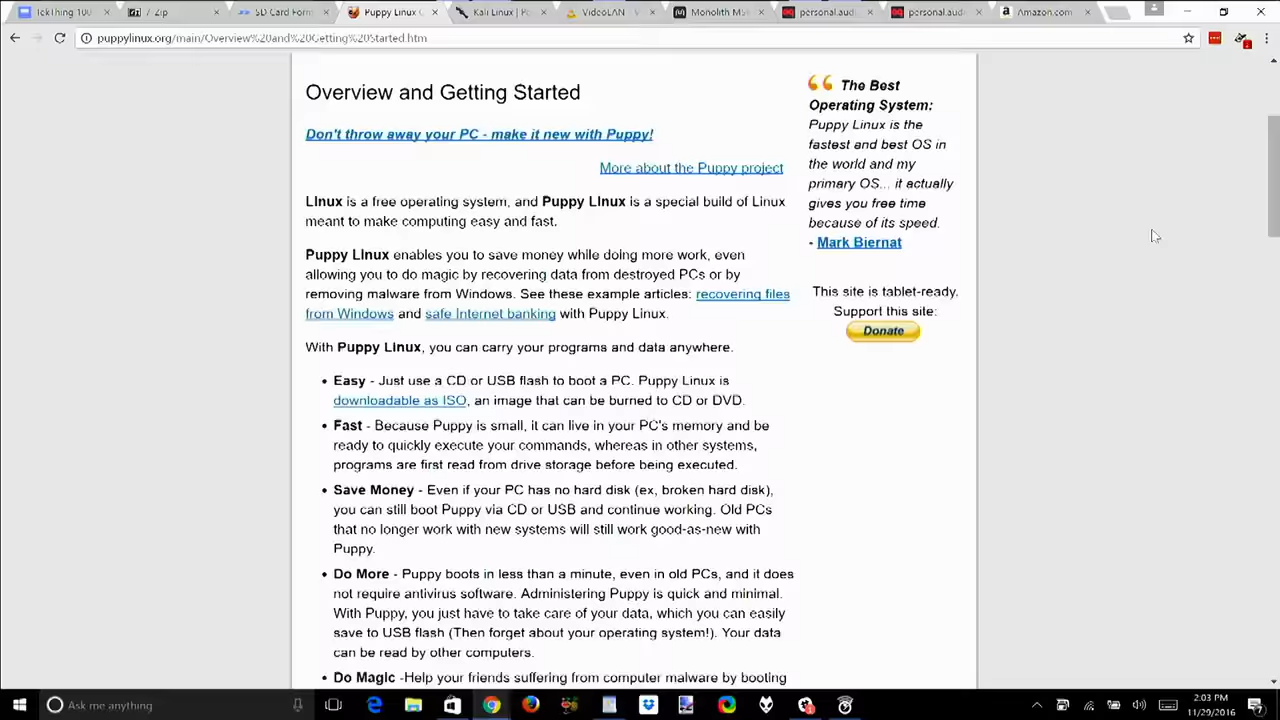 TekThing 100
7-Zip
SD Card Form
Puppy Linux
Kali Linux | P
VideoLAN -
Monolith M5
personal.aud
personal.aud
Amazon.com
puppylinux.org/main/Overview%20and%20Getting%20Started.htm
Overview and Getting Started
Don't throw away your PC - make it new with Puppy!
More about the Puppy project
Linux is a free operating system, and Puppy Linux is a special build of Linux
meant to make computing easy and fast.
Puppy Linux enables you to save money while doing more work, even
allowing you to do magic by recovering data from destroyed PCs or by
removing malware from Windows. See these example articles: recovering files
from Windows and safe Internet banking with Puppy Linux.
With Puppy Linux, you can carry your programs and data anywhere.
• Easy - Just use a CD or USB flash to boot a PC. Puppy Linux is
downloadable as ISO, an image that can be burned to CD or DVD.
• Fast - Because Puppy is small, it can live in your PC's memory and be
ready to quickly execute your commands, whereas in other systems,
programs are first read from drive storage before being executed.
• Save Money - Even if your PC has no hard disk (ex, broken hard disk),
you can still boot Puppy via CD or USB and continue working. Old PCs
that no longer work with new systems will still work good-as-new with
Puppy.
• Do More - Puppy boots in less than a minute, even in old PCs, and it does
not require antivirus software. Administering Puppy is quick and minimal.
With Puppy, you just have to take care of your data, which you can easily
save to USB flash (Then forget about your operating system!). Your data
can be read by other computers.
• Do Magic -Help your friends suffering from computer malware by booting
The Best
Operating System:
Puppy Linux is the
fastest and best OS in
the world and my
primary OS... it actually
gives you free time
because of its speed.
- Mark Biernat
This site is tablet-ready.
Support this site:
Donate
Ask me anything
2:03 PM
11/29/2016